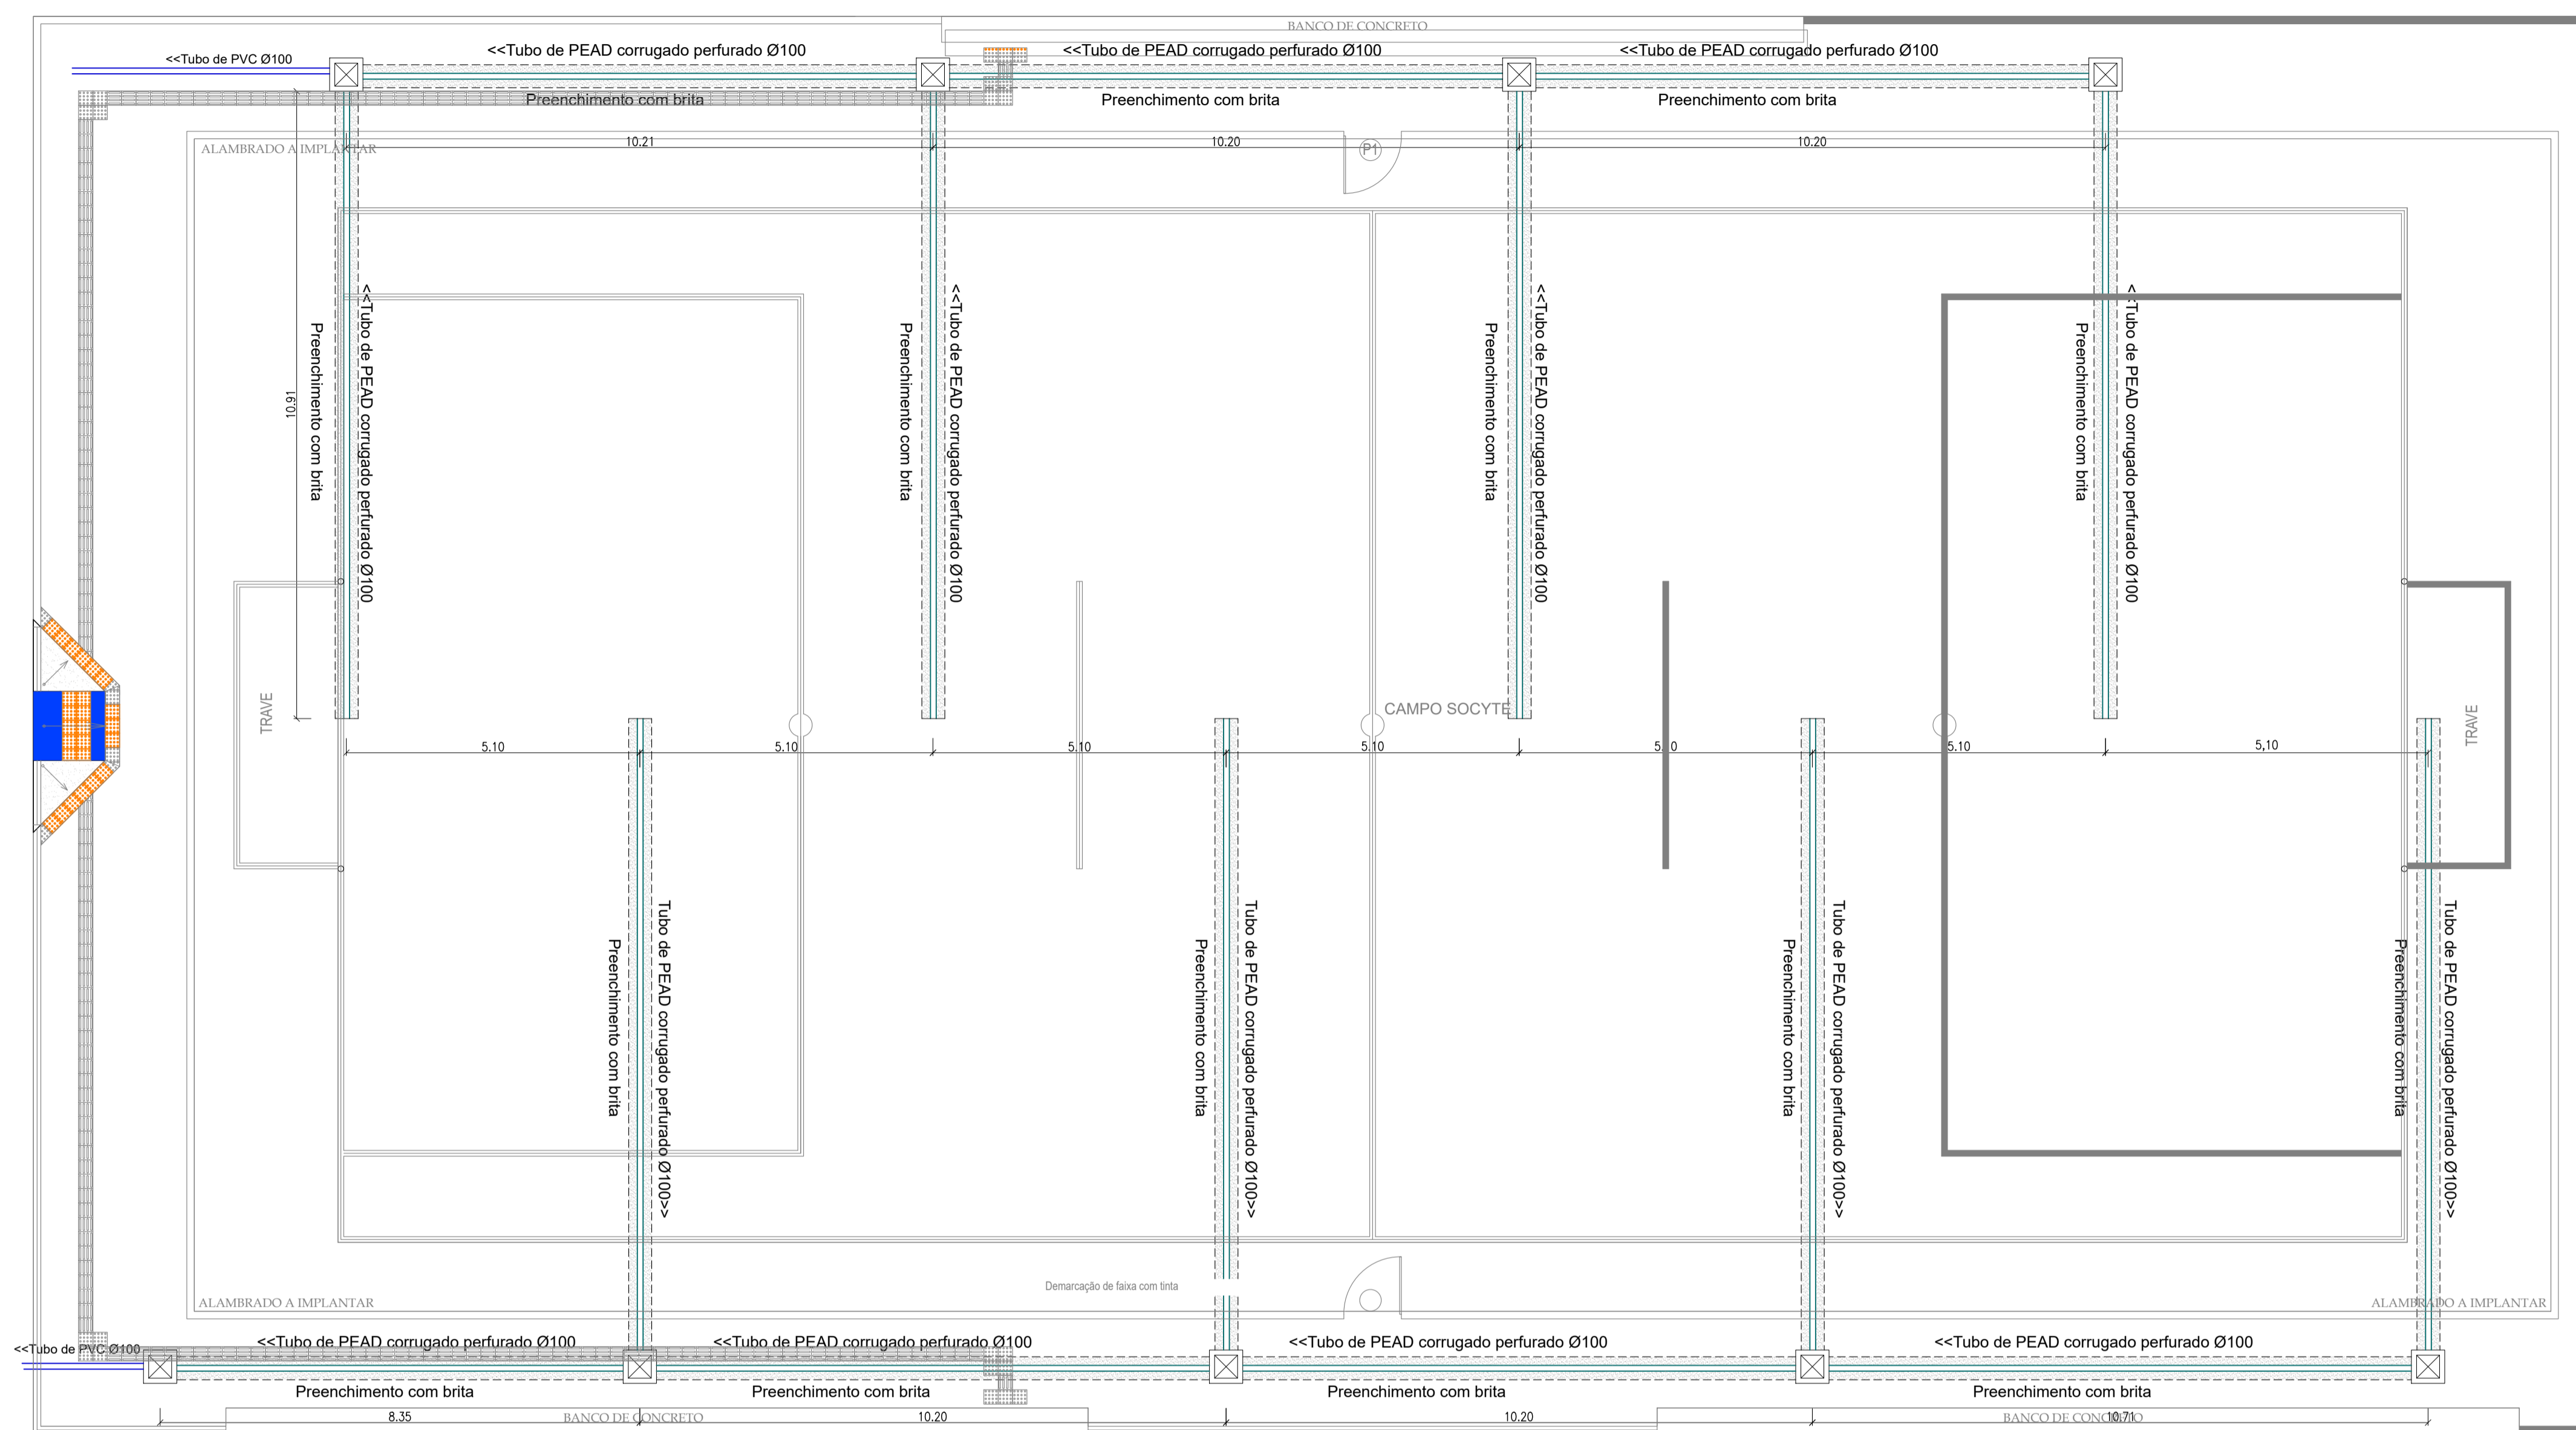 BANCO DE CONCRETO
<<Tubo de PVC Ø100
<<Tubo de PEAD corrugado perfurado Ø100
<<Tubo de PEAD corrugado perfurado Ø100
<<Tubo de PEAD corrugado perfurado Ø100
Preenchimento com brita
Preenchimento com brita
Preenchimento com brita
ALAMBRADO A IMPLANTAR
10.21
10.20
P1
10.20
10.91
Preenchimento com brita
<<Tubo de PEAD corrugado perfurado Ø100
Preenchimento com brita
<<Tubo de PEAD corrugado perfurado Ø100
Preenchimento com brita
<<Tubo de PEAD corrugado perfurado Ø100
Preenchimento com brita
<<Tubo de PEAD corrugado perfurado Ø100
TRAVE
CAMPO SOCYTE
TRAVE
5.10
5.10
5.10
5.10
5.10
5.10
5,10
Preenchimento com brita
Tubo de PEAD corrugado perfurado Ø100>>
Preenchimento com brita
Tubo de PEAD corrugado perfurado Ø100>>
Preenchimento com brita
Tubo de PEAD corrugado perfurado Ø100>>
Preenchimento com brita
Tubo de PEAD corrugado perfurado Ø100>>
Demarcação de faixa com tinta
ALAMBRADO A IMPLANTAR
ALAMBRADO A IMPLANTAR
<<Tubo de PVC Ø100
<<Tubo de PEAD corrugado perfurado Ø100
<<Tubo de PEAD corrugado perfurado Ø100
<<Tubo de PEAD corrugado perfurado Ø100
<<Tubo de PEAD corrugado perfurado Ø100
Preenchimento com brita
Preenchimento com brita
Preenchimento com brita
Preenchimento com brita
8.35
BANCO DE CONCRETO
10.20
10.20
BANCO DE CONCRETO
10.71